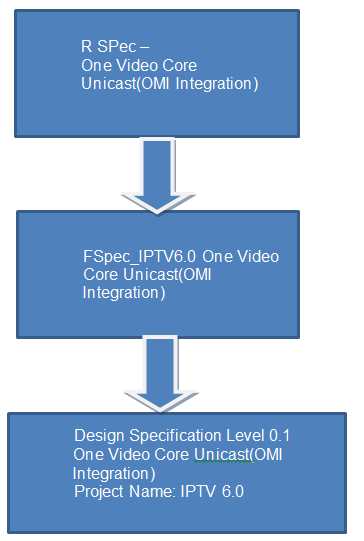 R SPec –
One Video Core
Unicast(OMI Integration)
FSpec_IPTV6.0 One Video
Core Unicast(OMI
Integration)
Design Specification Level 0.1
One Video Core Unicast(OMI
Integration)
Project Name: IPTV 6.0